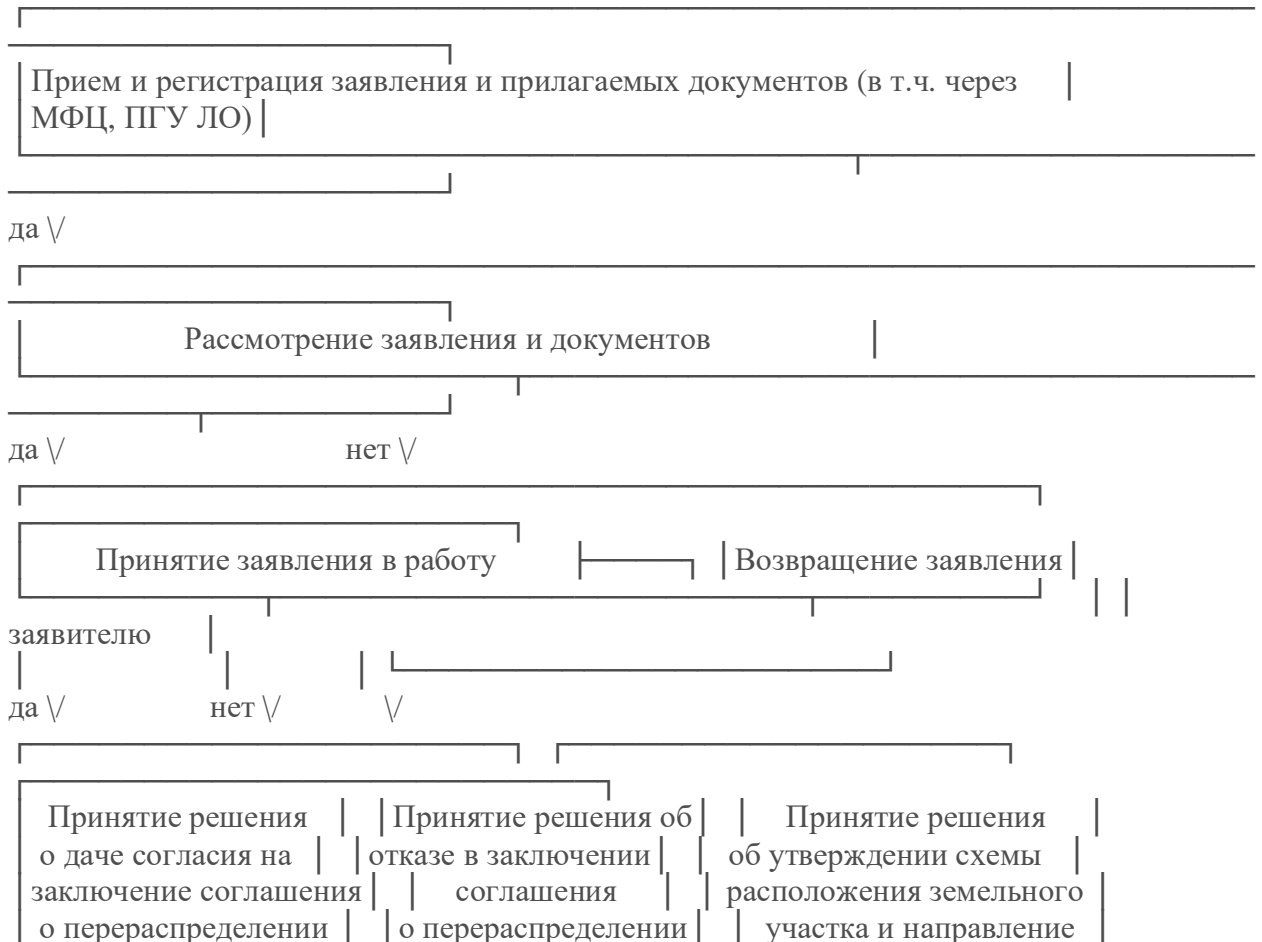 Прием и регистрация заявления и прилагаемых документов (в т.ч. через
МФЦ, ПГУ ЛО)
да \/
Рассмотрение заявления и документов
да \/ нет \/
Принятие заявления в работу Возвращение заявления
заявителю
да \/ нет \/ \/
Принятие решения Принятие решения об Принятие решения
о даче согласия на отказе в заключении об утверждении схемы
заключение соглашения соглашения расположения земельного
о перераспределении о перераспределении участка и направление